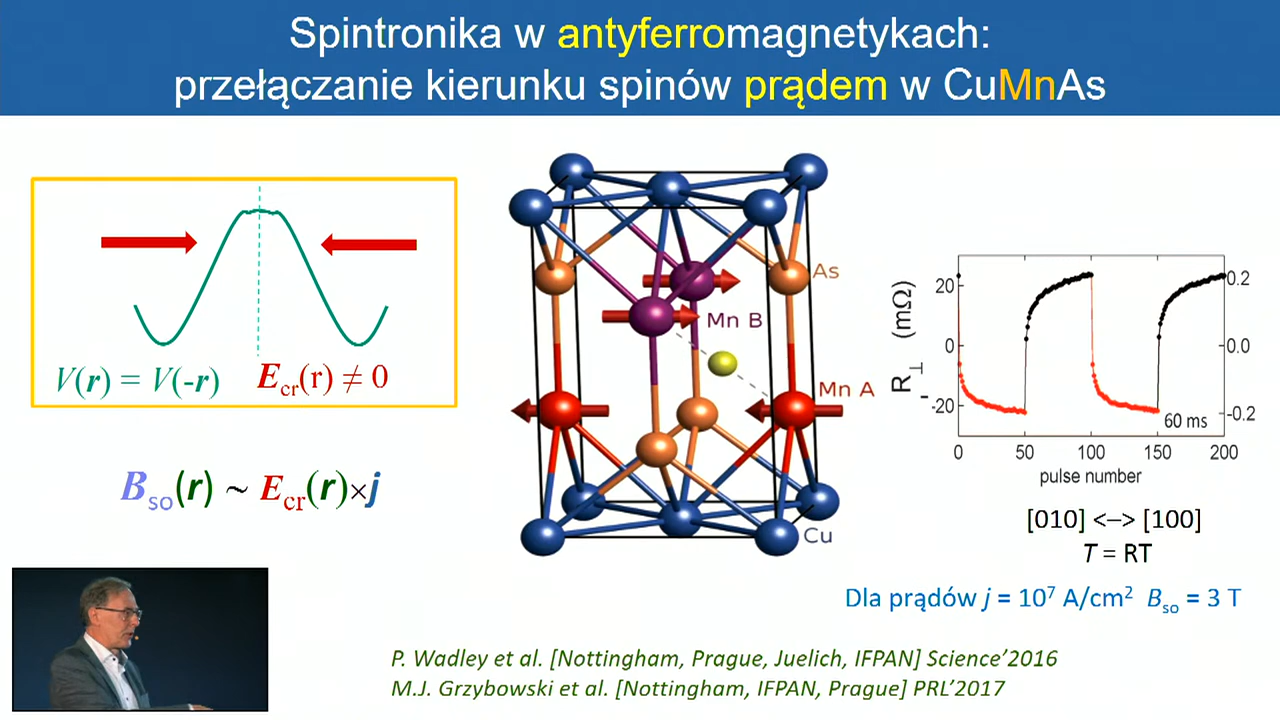 Spintronika w antyferromagnetykach:
przełączanie kierunku spinów prądem w CuMnAs
V(r) = V(-r) E_cr(r) ≠ 0
B_so(r) ~ E_cr(r)×j
As
Mn B
Mn A
Cu
R⊥ (mΩ)
20
0
-20
0.2
0.0
-0.2
60 ms
0 50 100 150 200
pulse number
[010] <–> [100]
T = RT
Dla prądów j = 10⁷ A/cm² B_so = 3 T
P. Wadley et al. [Nottingham, Prague, Juelich, IFPAN] Science’2016
M.J. Grzybowski et al. [Nottingham, IFPAN, Prague] PRL’2017